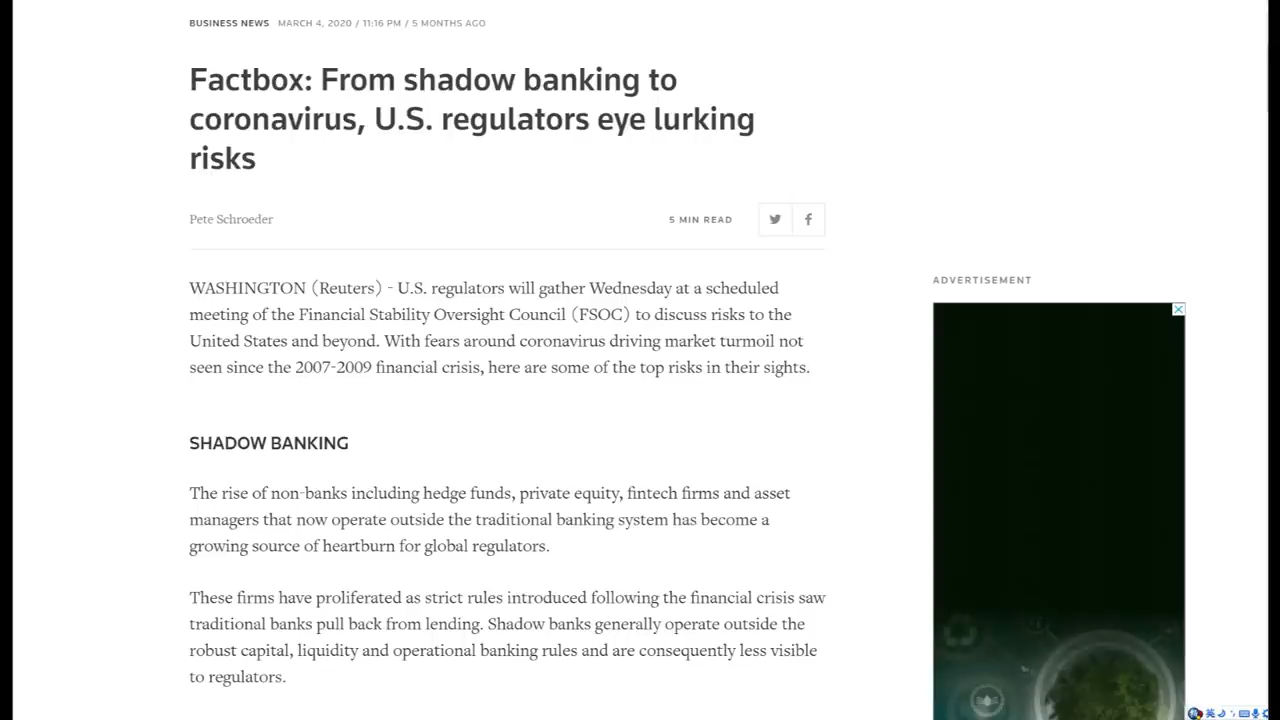 BUSINESS NEWS MARCH 4, 2020 / 11:16 PM / 5 MONTHS AGO
Factbox: From shadow banking to
coronavirus, U.S. regulators eye lurking
risks
Pete Schroeder
5 MIN READ
WASHINGTON (Reuters) - U.S. regulators will gather Wednesday at a scheduled
meeting of the Financial Stability Oversight Council (FSOC) to discuss risks to the
United States and beyond. With fears around coronavirus driving market turmoil not
seen since the 2007-2009 financial crisis, here are some of the top risks in their sights.
SHADOW BANKING
The rise of non-banks including hedge funds, private equity, fintech firms and asset
managers that now operate outside the traditional banking system has become a
growing source of heartburn for global regulators.
These firms have proliferated as strict rules introduced following the financial crisis saw
traditional banks pull back from lending. Shadow banks generally operate outside the
robust capital, liquidity and operational banking rules and are consequently less visible
to regulators.
ADVERTISEMENT
英